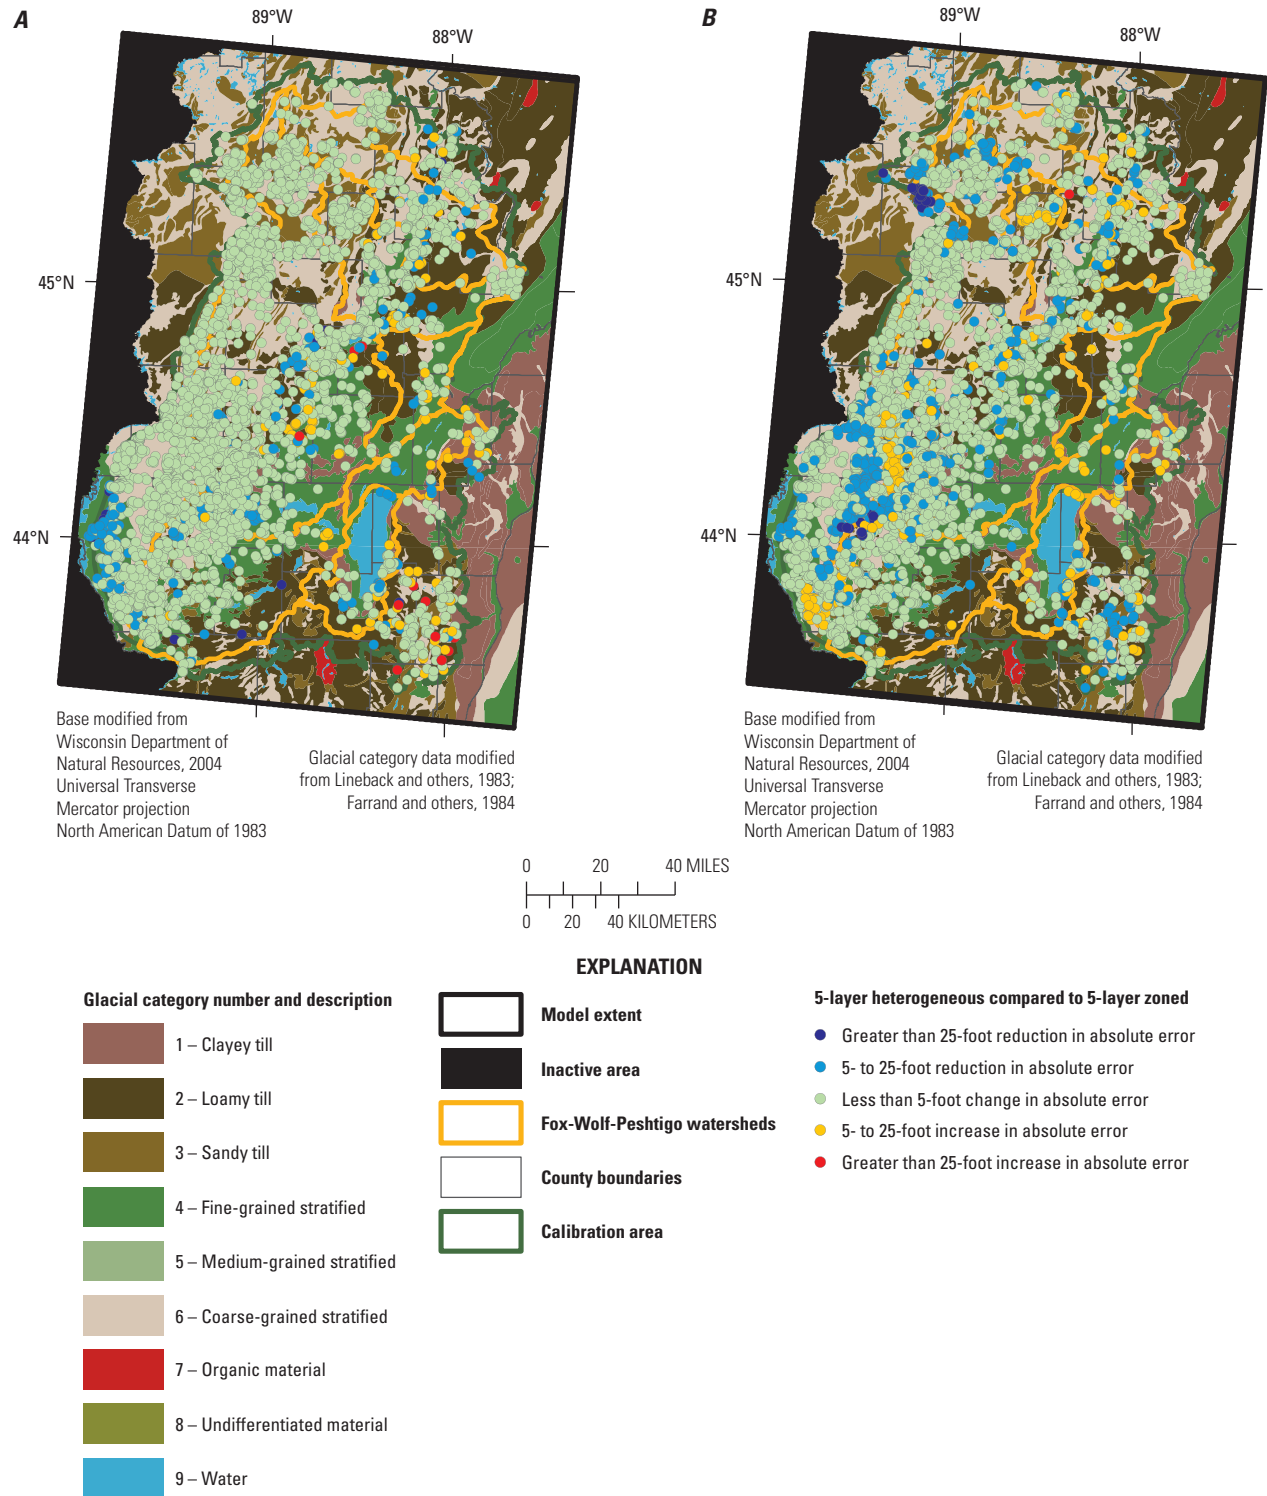 A
89°W
88°W
45°N
44°N
Base modified from
Wisconsin Department of
Natural Resources, 2004
Universal Transverse
Mercator projection
North American Datum of 1983
Glacial category data modified
from Lineback and others, 1983;
Farrand and others, 1984
B
89°W
88°W
45°N
44°N
Base modified from
Wisconsin Department of
Natural Resources, 2004
Universal Transverse
Mercator projection
North American Datum of 1983
Glacial category data modified
from Lineback and others, 1983;
Farrand and others, 1984
0 20 40 MILES
0 20 40 KILOMETERS
EXPLANATION
Glacial category number and description
1 – Clayey till
2 – Loamy till
3 – Sandy till
4 – Fine-grained stratified
5 – Medium-grained stratified
6 – Coarse-grained stratified
7 – Organic material
8 – Undifferentiated material
9 – Water
Model extent
Inactive area
Fox-Wolf-Peshtigo watersheds
County boundaries
Calibration area
5-layer heterogeneous compared to 5-layer zoned
Greater than 25-foot reduction in absolute error
5- to 25-foot reduction in absolute error
Less than 5-foot change in absolute error
5- to 25-foot increase in absolute error
Greater than 25-foot increase in absolute error